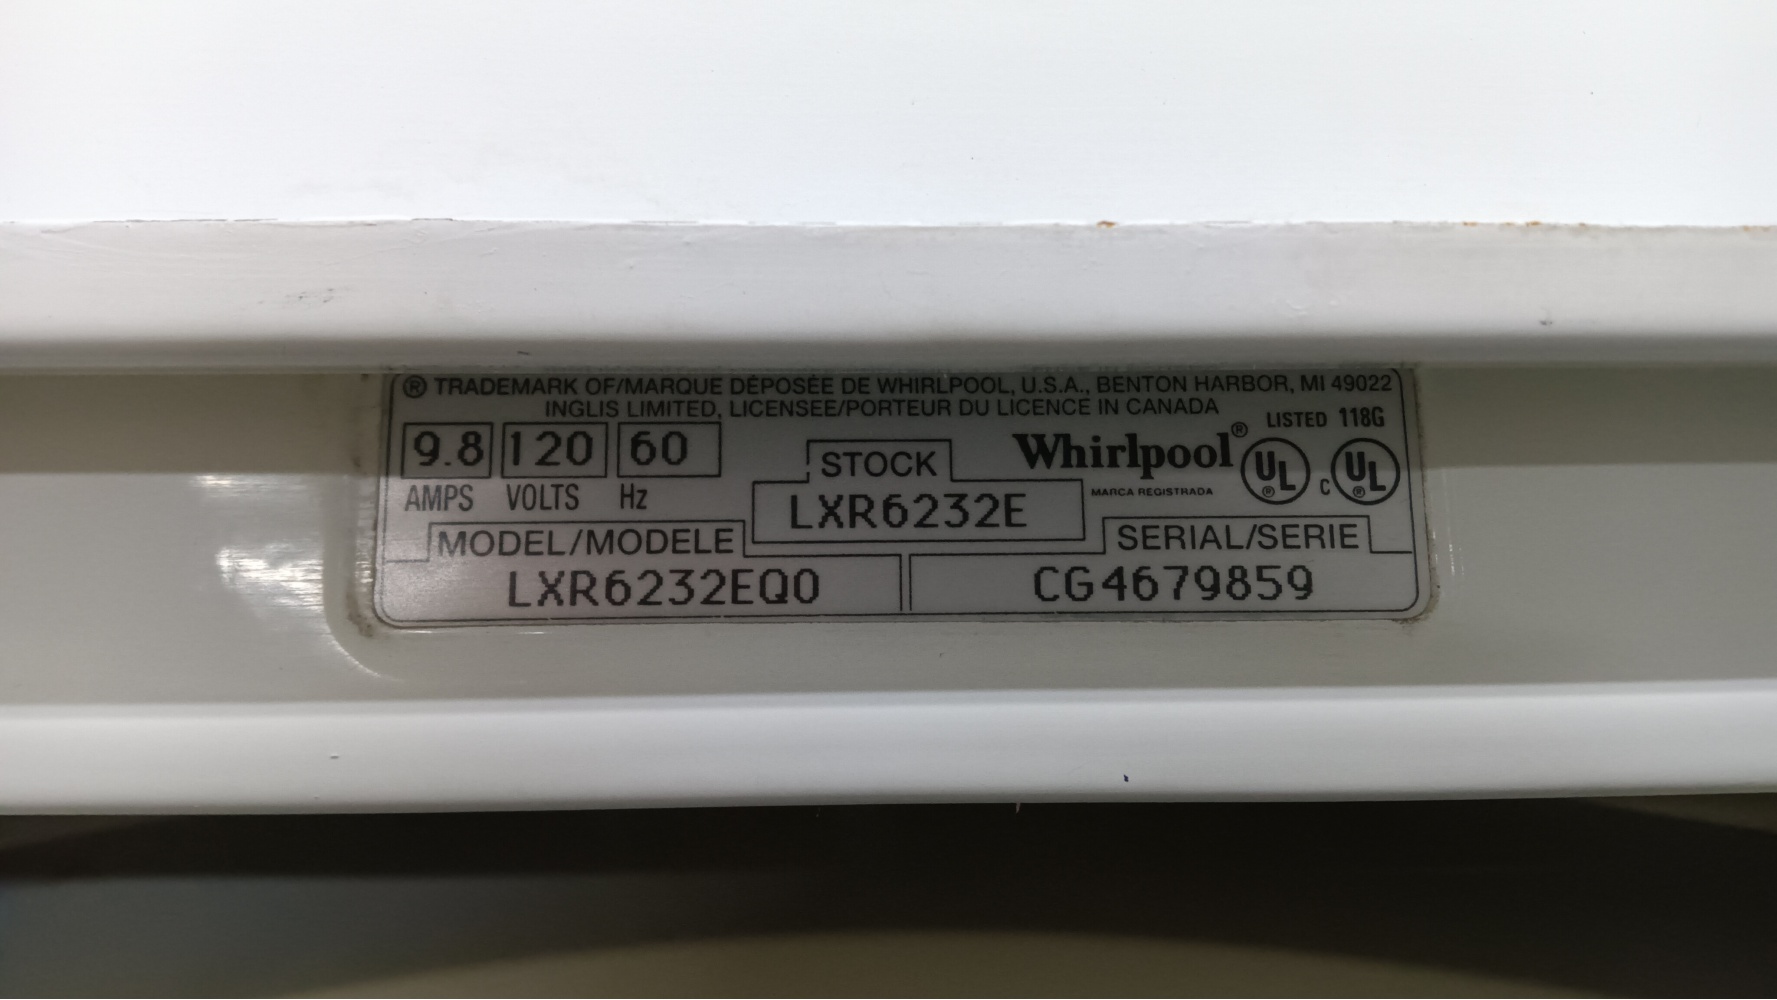 ® TRADEMARK OF/MARQUE DÉPOSÉE DE WHIRLPOOL, U.S.A., BENTON HARBOR, MI 49022
INGLIS LIMITED, LICENSEE/PORTEUR DU LICENCE IN CANADA
LISTED 118G
9.8 120 60
AMPS VOLTS Hz
STOCK
LXR6232E
Whirlpool®
MARCA REGISTRADA
UL® c UL®
MODEL/MODELE
LXR6232EQ0
SERIAL/SERIE
CG4679859